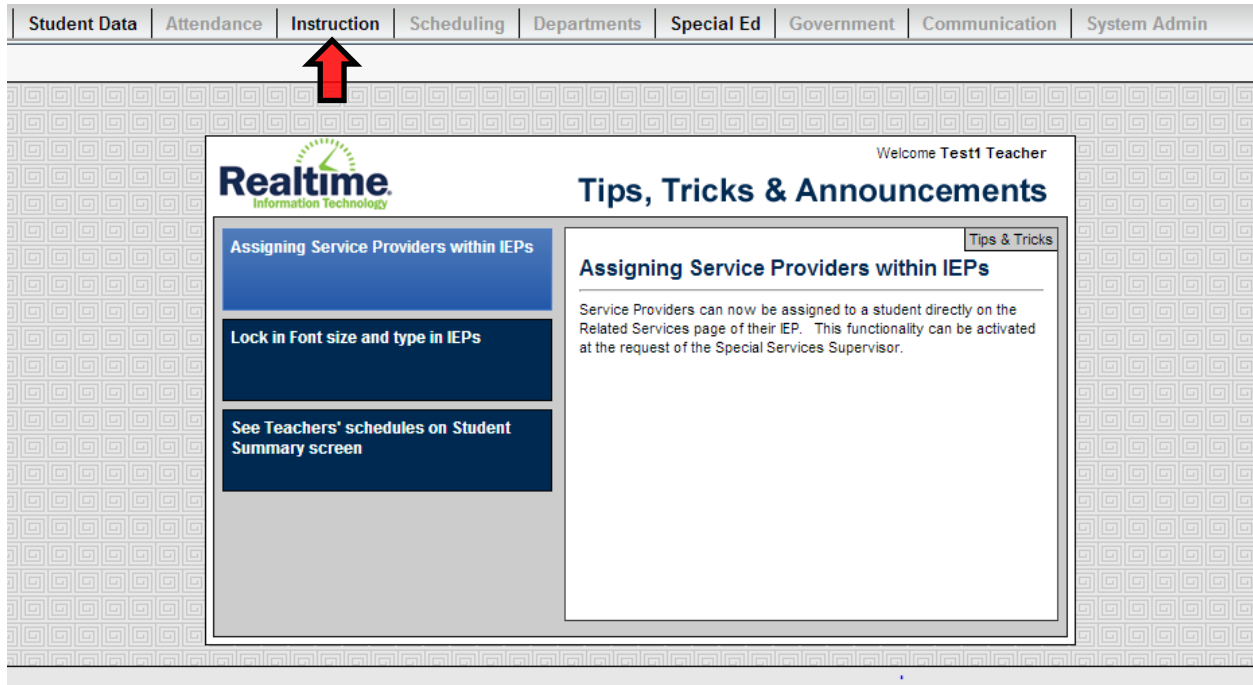 Student Data Attendance Instruction Scheduling Departments Special Ed Government Communication System Admin
Welcome Test1 Teacher
Realtime.
Information Technology
Tips, Tricks & Announcements
Assigning Service Providers within IEPs
Lock in Font size and type in IEPs
See Teachers' schedules on Student
Summary screen
Tips & Tricks
Assigning Service Providers within IEPs
Service Providers can now be assigned to a student directly on the
Related Services page of their IEP. This functionality can be activated
at the request of the Special Services Supervisor.